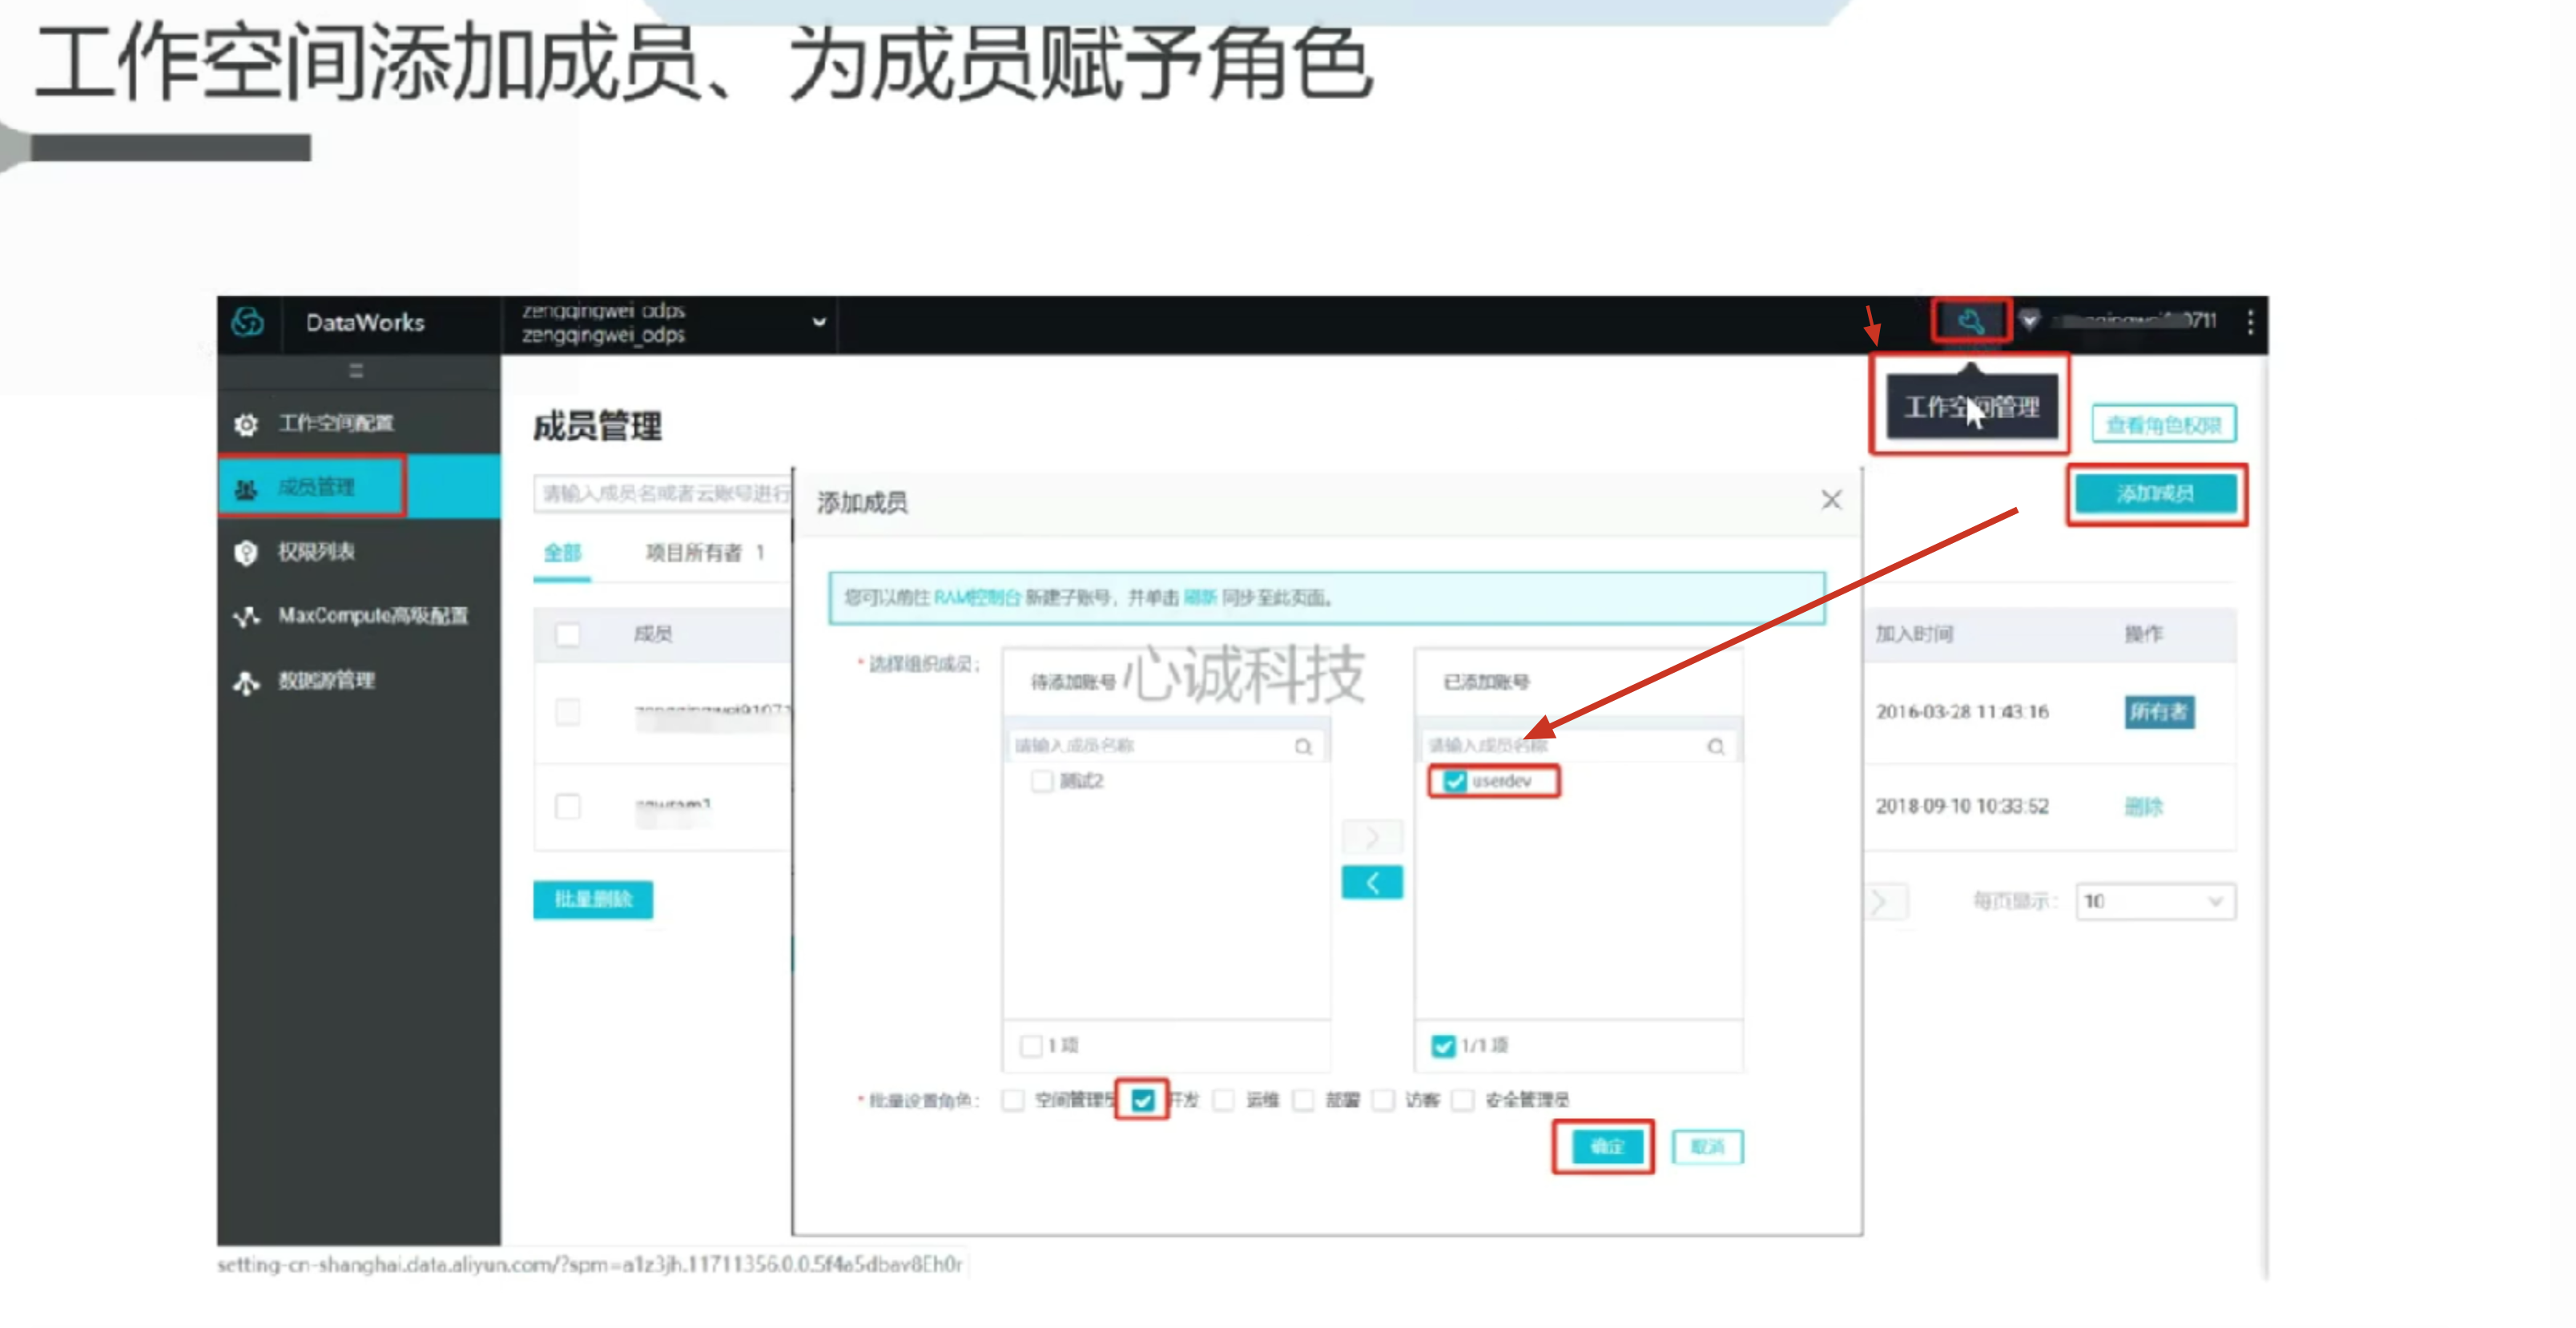 工作空间添加成员、为成员赋予角色
DataWorks
zengqingwei_odps
zengqingwei_odps
0711
工作空间管理
工作空间配置
成员管理
权限列表
MaxCompute高级配置
数据源管理
成员管理
查看角色权限
添加成员
请输入成员名或者云账号进行
全部
项目所有者 1
成员
加入时间
操作
2016-03-28 11:43:16
所有者
2018-09-10 10:33:52
删除
批量删除
每页显示：
10
添加成员
您可以前往 RAM控制台 新建子账号，并单击 刷新 同步至此页面。
* 选择组织成员：
待添加账号
心诚科技
已添加账号
请输入成员名称
请输入成员名称
测试2
userdev
1 项
1/1 项
* 批量设置角色：
空间管理员
开发
运维
部署
访客
安全管理员
确定
取消
setting-cn-shanghai.data.aliyun.com/?spm=a1z3jh.11711356.0.0.5f4a5dbav8Eh0r